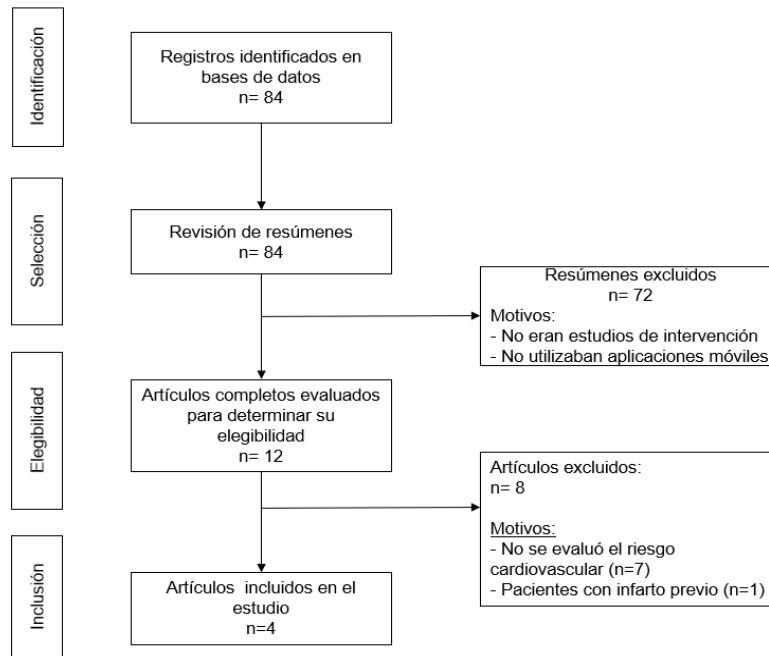 Identificación
Registros identificados en
bases de datos
n= 84
Selección
Revisión de resúmenes
n= 84
Resúmenes excluidos
n= 72
Motivos:
- No eran estudios de intervención
- No utilizaban aplicaciones móviles
Elegibilidad
Artículos completos evaluados
para determinar su
elegibilidad
n= 12
Artículos excluidos:
n= 8
Motivos:
- No se evaluó el riesgo
cardiovascular (n=7)
- Pacientes con infarto previo (n=1)
Inclusión
Artículos incluidos en el
estudio
n=4